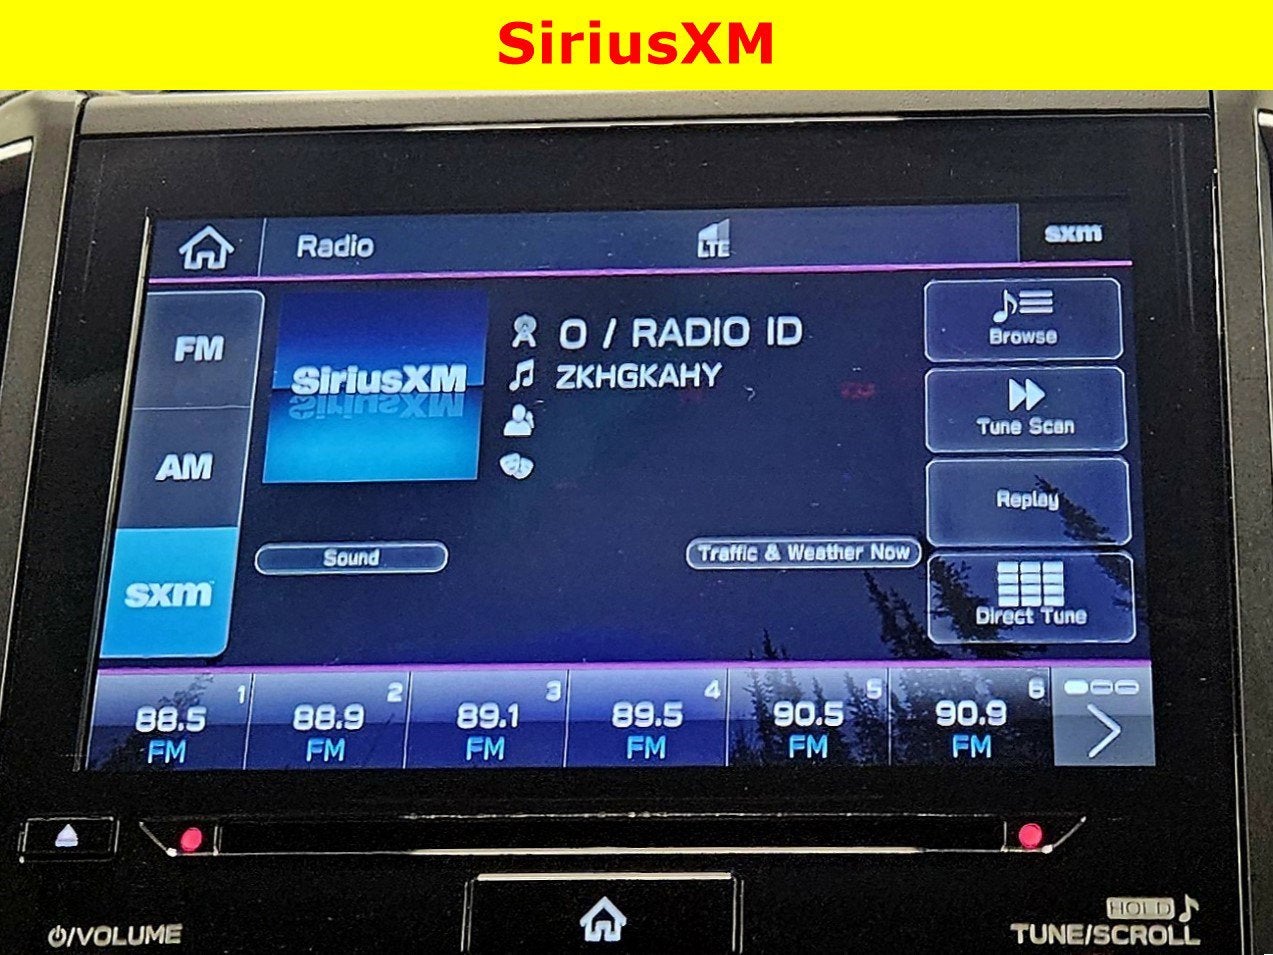 SiriusXM
Radio
LTE
sxm
FM
AM
sxm
SiriusXM
0 / RADIO ID
ZKHGKAHY
Sound
Traffic & Weather Now
Browse
Tune Scan
Replay
Direct Tune
1
88.5
FM
2
88.9
FM
3
89.1
FM
4
89.5
FM
5
90.5
FM
6
90.9
FM
/VOLUME
HOLD
TUNE/SCROLL